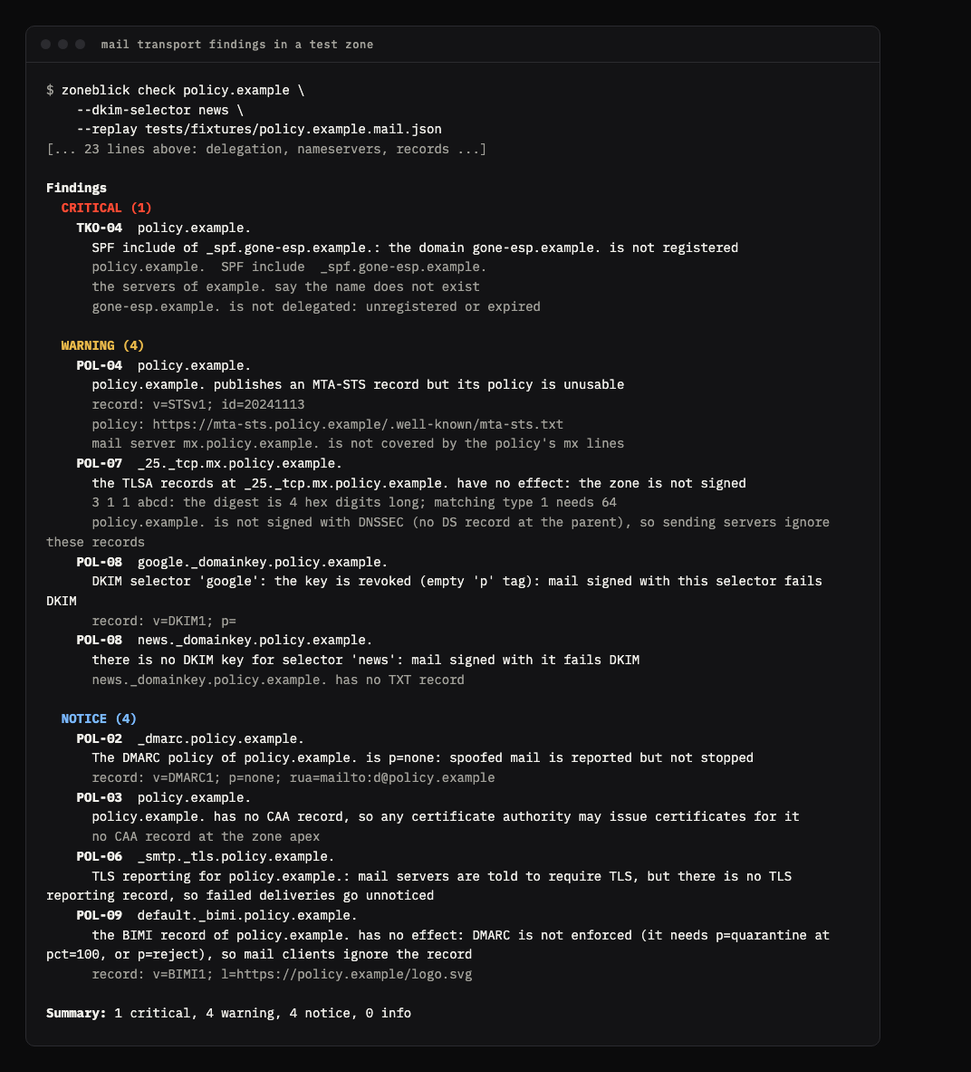 mail transport findings in a test zone
$ zoneblick check policy.example \
--dkim-selector news \
--replay tests/fixtures/policy.example.mail.json
[... 23 lines above: delegation, nameservers, records ...]
Findings
CRITICAL (1)
TKO-04  policy.example.
SPF include of _spf.gone-esp.example.: the domain gone-esp.example. is not registered
policy.example.  SPF include  _spf.gone-esp.example.
the servers of example. say the name does not exist
gone-esp.example. is not delegated: unregistered or expired
WARNING (4)
POL-04  policy.example.
policy.example. publishes an MTA-STS record but its policy is unusable
record: v=STSv1; id=20241113
policy: https://mta-sts.policy.example/.well-known/mta-sts.txt
mail server mx.policy.example. is not covered by the policy's mx lines
POL-07  _25._tcp.mx.policy.example.
the TLSA records at _25._tcp.mx.policy.example. have no effect: the zone is not signed
3 1 1 abcd: the digest is 4 hex digits long; matching type 1 needs 64
policy.example. is not signed with DNSSEC (no DS record at the parent), so sending servers ignore
these records
POL-08  google._domainkey.policy.example.
DKIM selector 'google': the key is revoked (empty 'p' tag): mail signed with this selector fails
DKIM
record: v=DKIM1; p=
POL-08  news._domainkey.policy.example.
there is no DKIM key for selector 'news': mail signed with it fails DKIM
news._domainkey.policy.example. has no TXT record
NOTICE (4)
POL-02  _dmarc.policy.example.
The DMARC policy of policy.example. is p=none: spoofed mail is reported but not stopped
record: v=DMARC1; p=none; rua=mailto:d@policy.example
POL-03  policy.example.
policy.example. has no CAA record, so any certificate authority may issue certificates for it
no CAA record at the zone apex
POL-06  _smtp._tls.policy.example.
TLS reporting for policy.example.: mail servers are told to require TLS, but there is no TLS
reporting record, so failed deliveries go unnoticed
POL-09  default._bimi.policy.example.
the BIMI record of policy.example. has no effect: DMARC is not enforced (it needs p=quarantine at
pct=100, or p=reject), so mail clients ignore the record
record: v=BIMI1; l=https://policy.example/logo.svg
Summary: 1 critical, 4 warning, 4 notice, 0 info